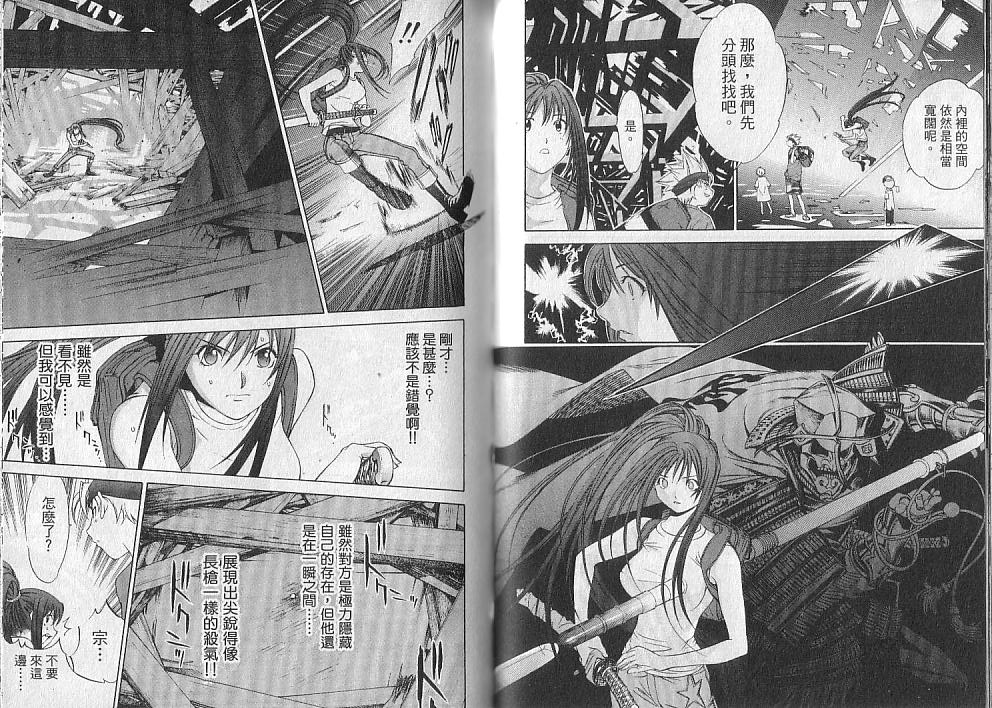 內裡的空間
依然是相當
寬闊呢。
那麼，我們先
分頭找找吧。
是。
!!
剛才…
是甚麼…?
應該不是錯覺啊!!
雖然是
看不見……
但我可以感覺到…
雖然對方是極力隱藏
自己的存在，但他還
是在一瞬之間……
展現出尖銳得像
長槍一樣的殺氣!!
怎麼了?
宗…
不要
來這
邊……